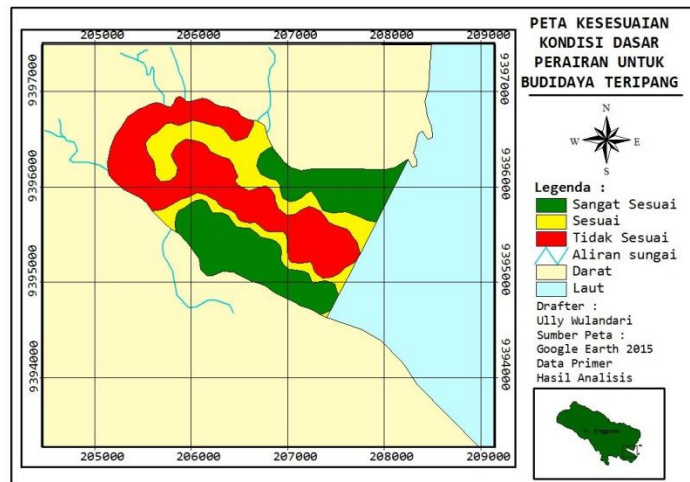 PETA KESESUAIAN
KONDISI DASAR
PERAIRAN UNTUK
BUDIDAYA TERIPANG
N
W E
S
Legenda :
Sangat Sesuai
Sesuai
Tidak Sesuai
Aliran sungai
Darat
Laut
Drafter :
Ully Wulandari
Sumber Peta :
Google Earth 2015
Data Primer
Hasil Analisis
205000 206000 207000 208000 209000
9397000 9397000
9396000 9396000
9395000 9395000
9394000 9394000
205000 206000 207000 208000 209000